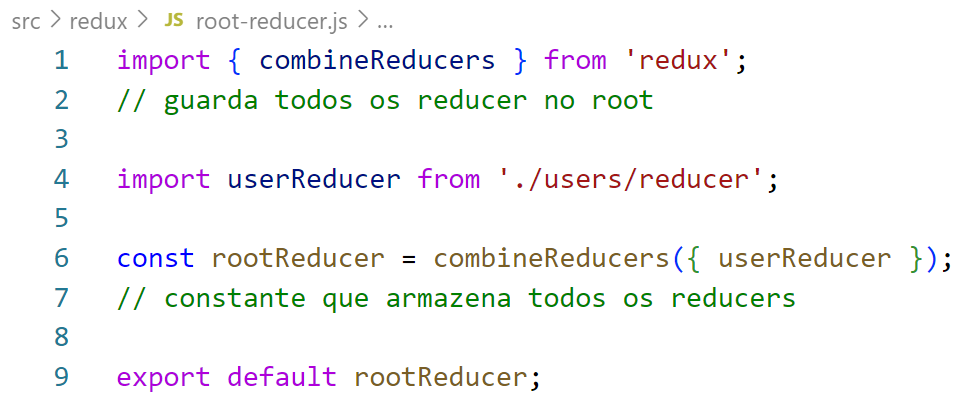 src > redux > JS root-reducer.js > ...
1 import { combineReducers } from 'redux';
2 // guarda todos os reducer no root
3
4 import userReducer from './users/reducer';
5
6 const rootReducer = combineReducers({ userReducer });
7 // constante que armazena todos os reducers
8
9 export default rootReducer;